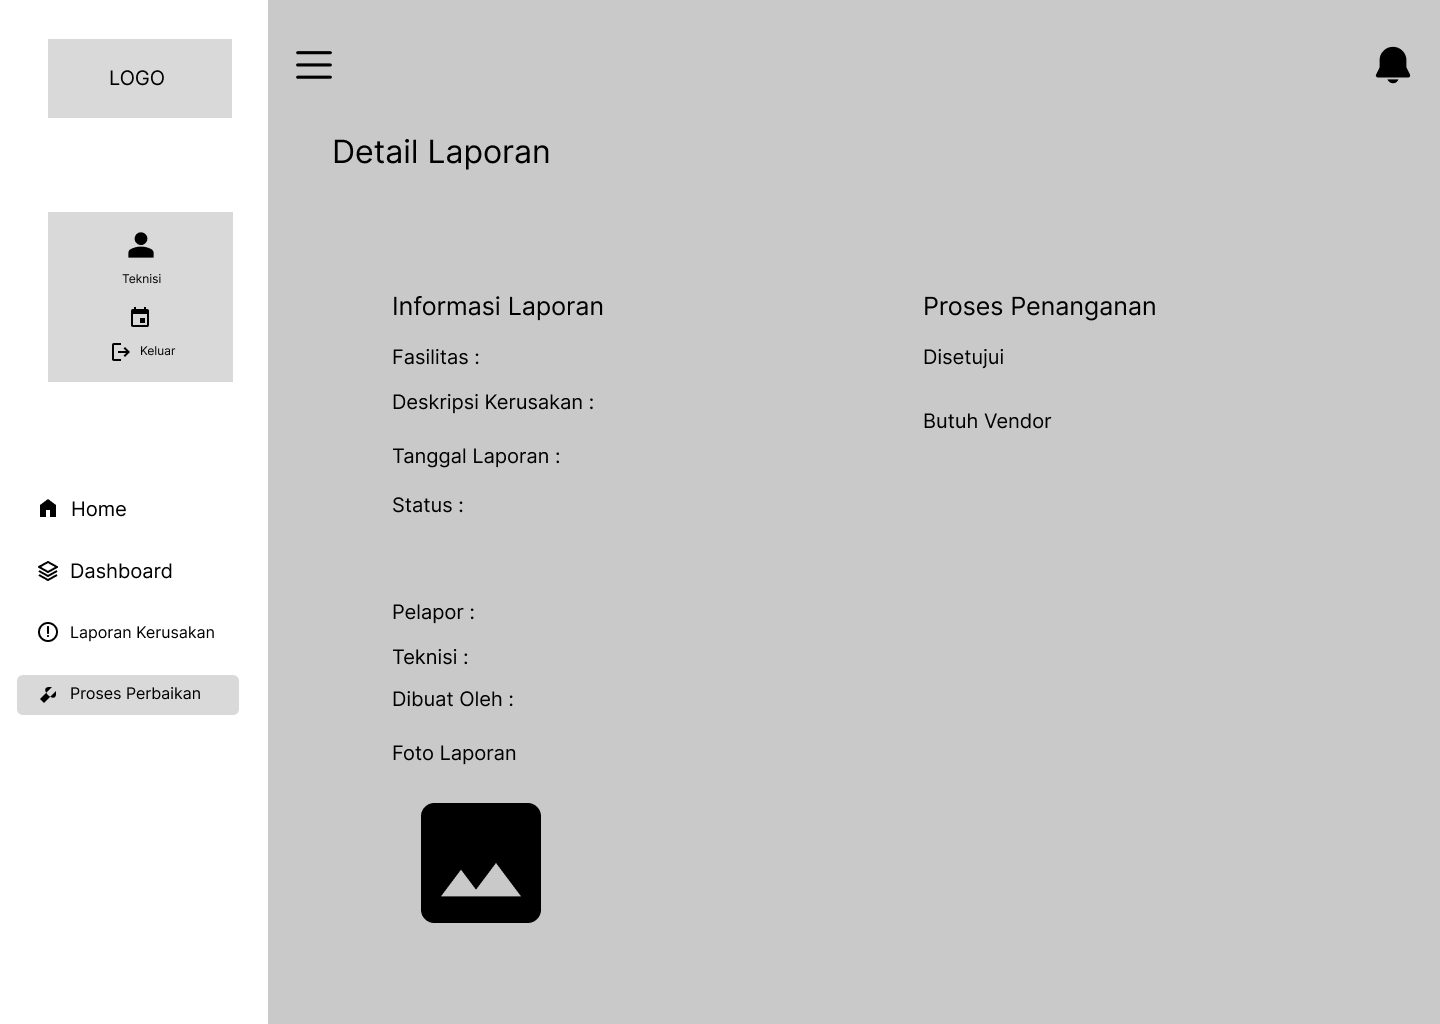 LOGO
Teknisi
Keluar
Home
Dashboard
Laporan Kerusakan
Proses Perbaikan
Detail Laporan
Informasi Laporan
Fasilitas :
Deskripsi Kerusakan :
Tanggal Laporan :
Status :
Pelapor :
Teknisi :
Dibuat Oleh :
Foto Laporan
Proses Penanganan
Disetujui
Butuh Vendor